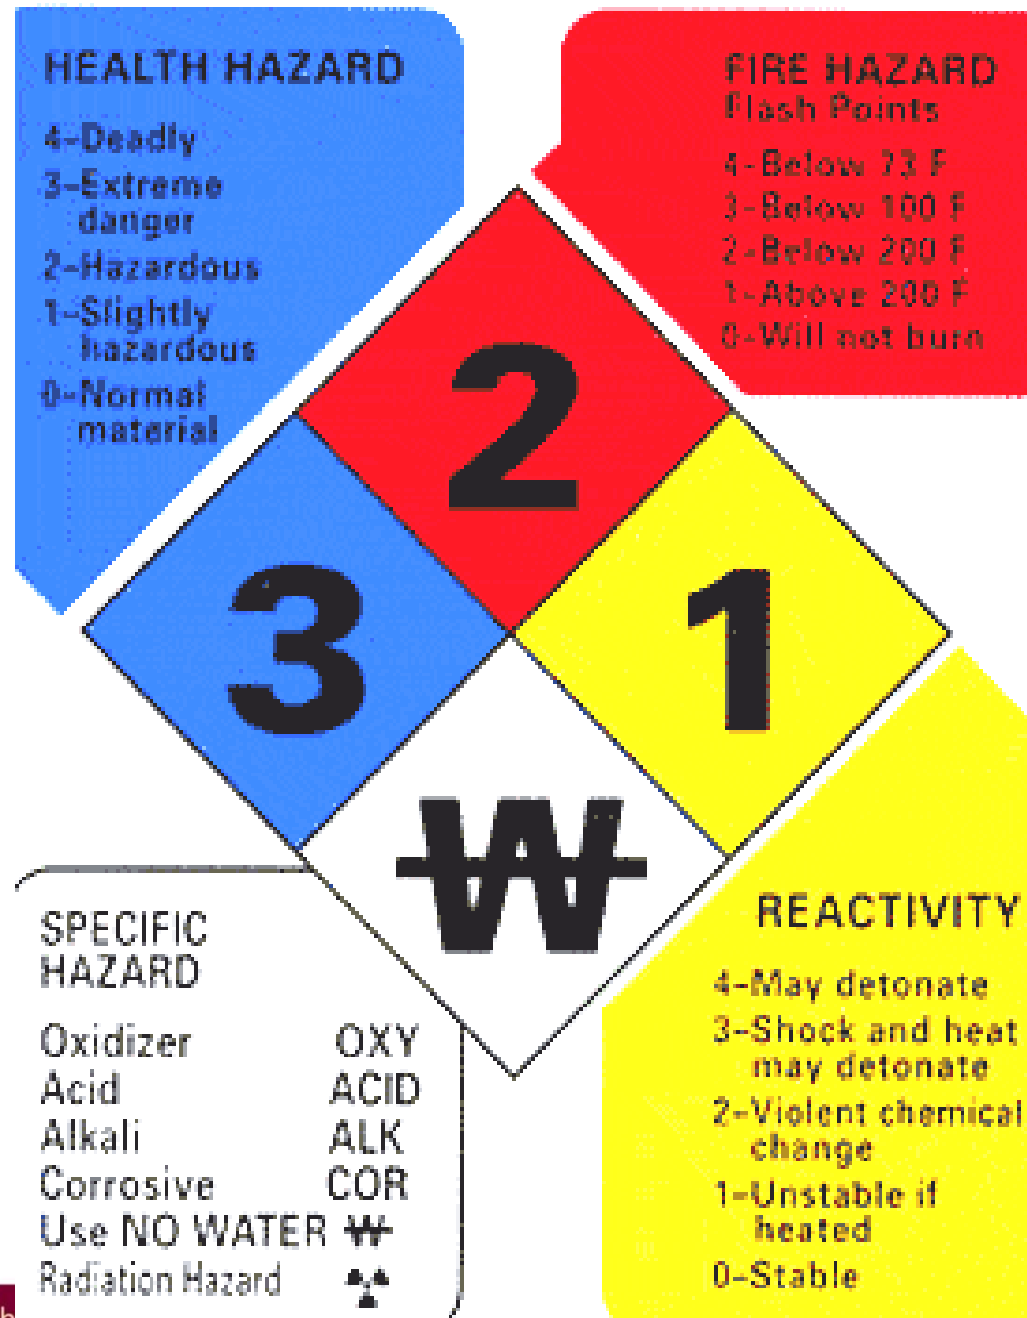 HEALTH HAZARD
4-Deadly
3-Extreme
danger
2-Hazardous
1-Slightly
hazardous
0-Normal
material
FIRE HAZARD
Flash Points
4-Below 73 F
3-Below 100 F
2-Below 200 F
1-Above 200 F
0-Will not burn
2
3
1
W
REACTIVITY
4-May detonate
3-Shock and heat
may detonate
2-Violent chemical
change
1-Unstable if
heated
0-Stable
SPECIFIC
HAZARD
Oxidizer OXY
Acid ACID
Alkali ALK
Corrosive COR
Use NO WATER W
Radiation Hazard